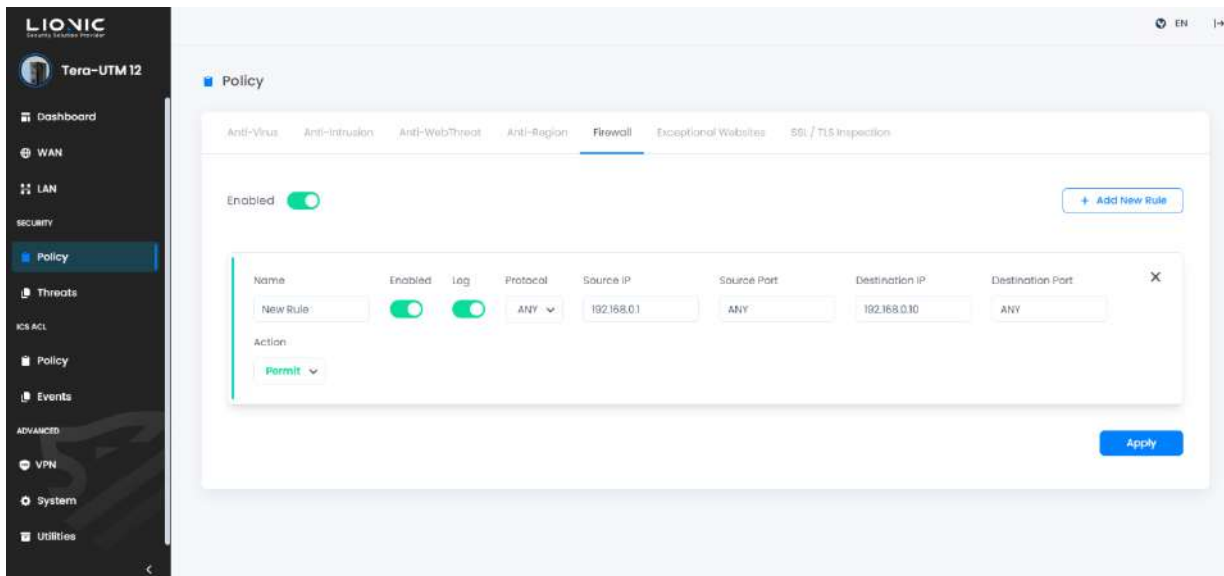 LIONIC
Security Solution Provider
EN
Tera-UTM 12
Policy
Dashboard
WAN
LAN
SECURITY
Policy
Threats
ICS ACL
Policy
Events
ADVANCED
VPN
System
Utilities
Anti-Virus Anti-Intrusion Anti-WebThreat Anti-Region Firewall Exceptional Websites SSL / TLS Inspection
Enabled
+ Add New Rule
Name Enabled Log Protocol Source IP Source Port Destination IP Destination Port
New Rule ANY 192.168.0.1 ANY 192.168.0.10 ANY
Action
Permit
Apply